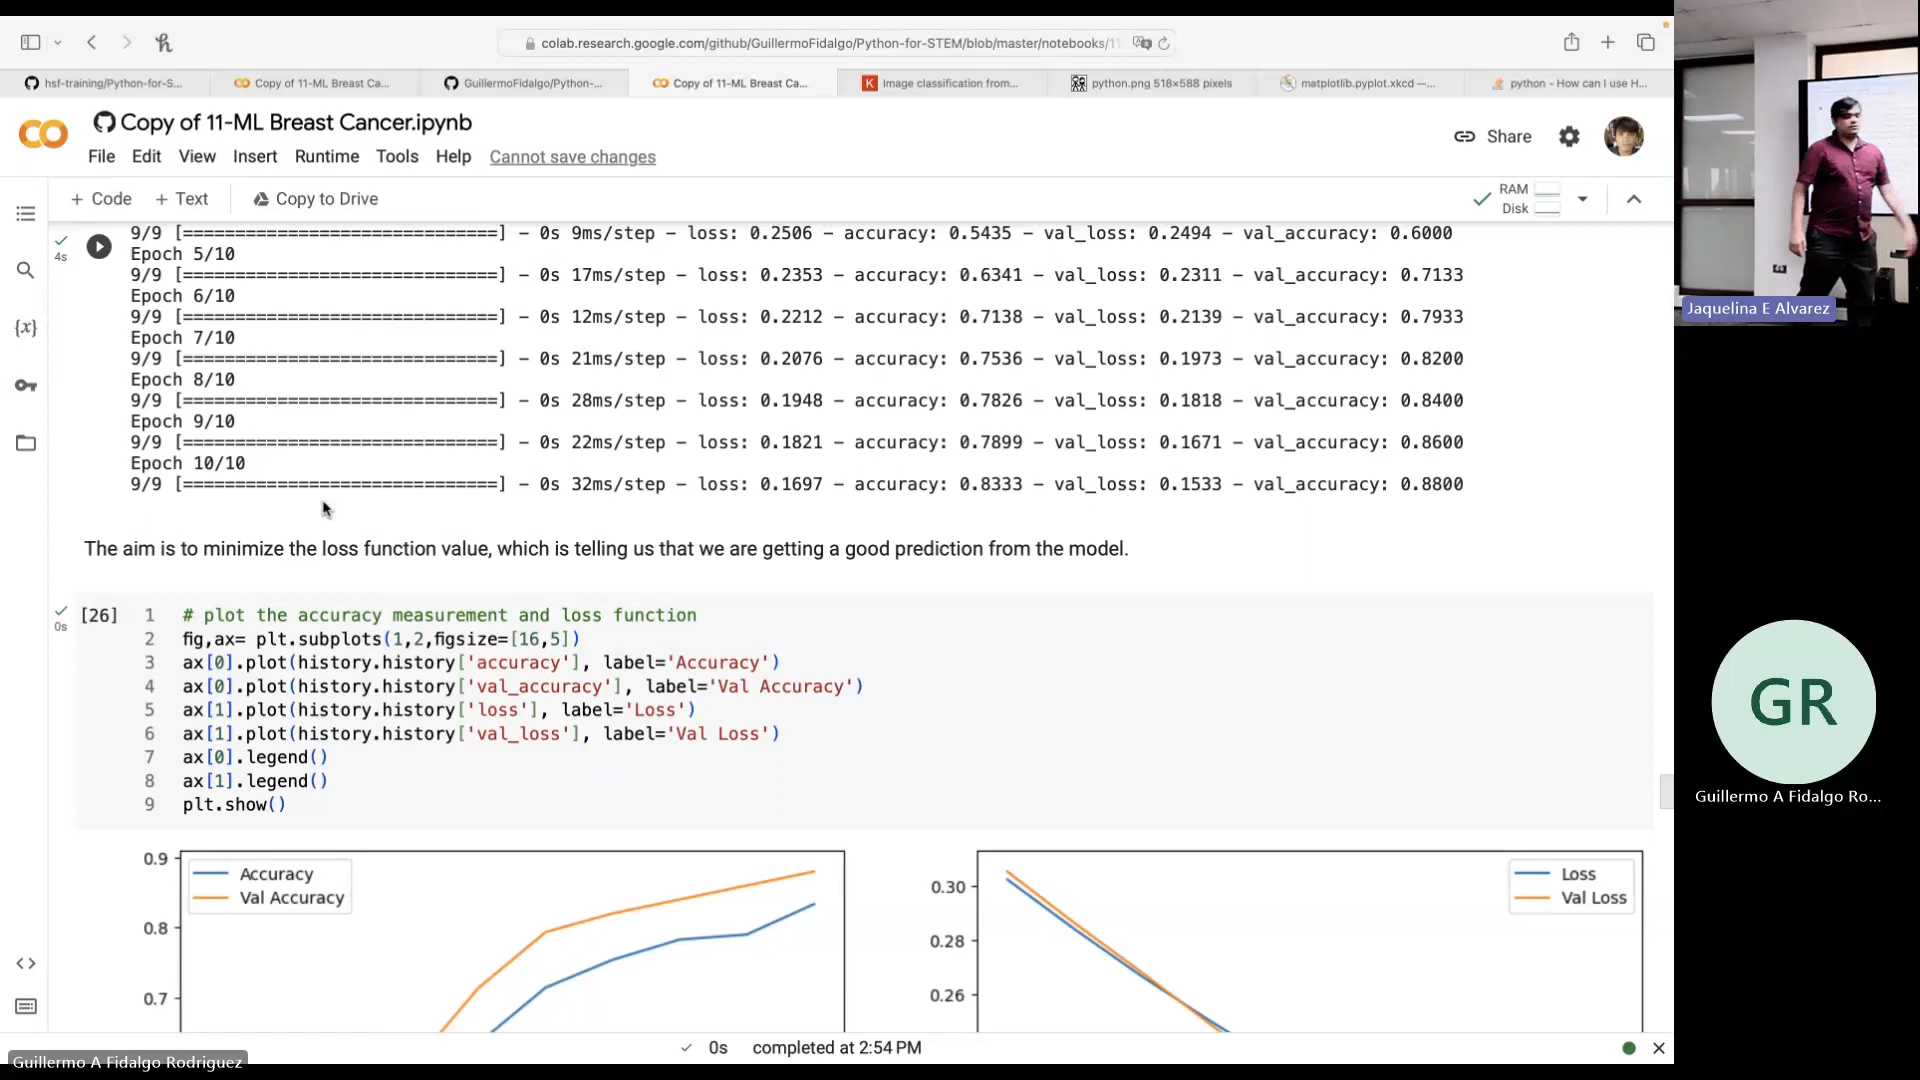 colab.research.google.com/github/GuillermoFidalgo/Python-for-STEM/blob/master/notebooks/11
hsf-training/Python-for-S...
Copy of 11-ML Breast Ca...
GuillermoFidalgo/Python-...
Copy of 11-ML Breast Ca...
Image classification from...
python.png 518×588 pixels
matplotlib.pyplot.xkcd —...
python - How can I use H...
Copy of 11-ML Breast Cancer.ipynb
File Edit View Insert Runtime Tools Help Cannot save changes
Share
+ Code + Text Copy to Drive
RAM
Disk
4s
9/9 [==============================] - 0s 9ms/step - loss: 0.2506 - accuracy: 0.5435 - val_loss: 0.2494 - val_accuracy: 0.6000
Epoch 5/10
9/9 [==============================] - 0s 17ms/step - loss: 0.2353 - accuracy: 0.6341 - val_loss: 0.2311 - val_accuracy: 0.7133
Epoch 6/10
9/9 [==============================] - 0s 12ms/step - loss: 0.2212 - accuracy: 0.7138 - val_loss: 0.2139 - val_accuracy: 0.7933
Epoch 7/10
9/9 [==============================] - 0s 21ms/step - loss: 0.2076 - accuracy: 0.7536 - val_loss: 0.1973 - val_accuracy: 0.8200
Epoch 8/10
9/9 [==============================] - 0s 28ms/step - loss: 0.1948 - accuracy: 0.7826 - val_loss: 0.1818 - val_accuracy: 0.8400
Epoch 9/10
9/9 [==============================] - 0s 22ms/step - loss: 0.1821 - accuracy: 0.7899 - val_loss: 0.1671 - val_accuracy: 0.8600
Epoch 10/10
9/9 [==============================] - 0s 32ms/step - loss: 0.1697 - accuracy: 0.8333 - val_loss: 0.1533 - val_accuracy: 0.8800
The aim is to minimize the loss function value, which is telling us that we are getting a good prediction from the model.
0s
[26] 1 # plot the accuracy measurement and loss function
2 fig,ax= plt.subplots(1,2,figsize=[16,5])
3 ax[0].plot(history.history['accuracy'], label='Accuracy')
4 ax[0].plot(history.history['val_accuracy'], label='Val Accuracy')
5 ax[1].plot(history.history['loss'], label='Loss')
6 ax[1].plot(history.history['val_loss'], label='Val Loss')
7 ax[0].legend()
8 ax[1].legend()
9 plt.show()
0.9
Accuracy
Val Accuracy
0.8
0.7
0.30
0.28
0.26
Loss
Val Loss
0s completed at 2:54 PM
Guillermo A Fidalgo Rodriguez
Jaquelina E Alvarez
GR
Guillermo A Fidalgo Ro...